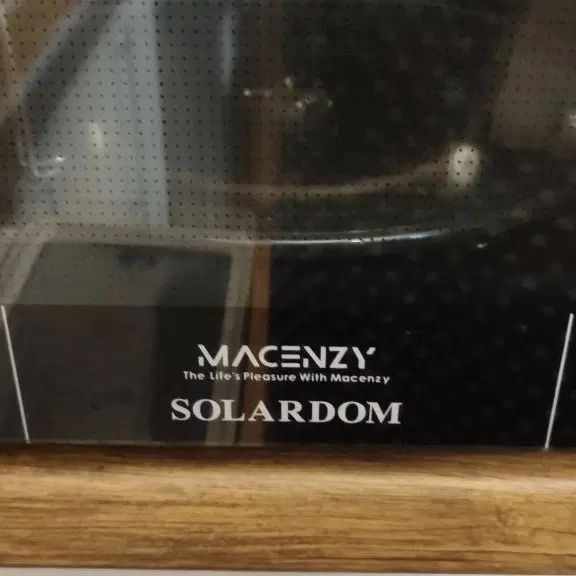 MACENZY
The Life's Pleasure With Macenzy
SOLARDOM